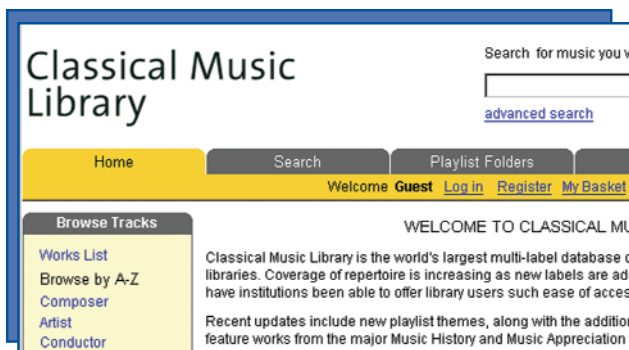 Classical Music
Library
Search for music you
advanced search
Home
Search
Playlist Folders
Welcome Guest Log in Register My Basket
Browse Tracks
Works List
Browse by A-Z
Composer
Artist
Conductor
WELCOME TO CLASSICAL
Classical Music Library is the world's largest multi-label database
libraries. Coverage of repertoire is increasing as new labels are
have institutions been able to offer library users such ease of
Recent updates include new playlist themes, along with the
feature works from the major Music History and Music Appreciation